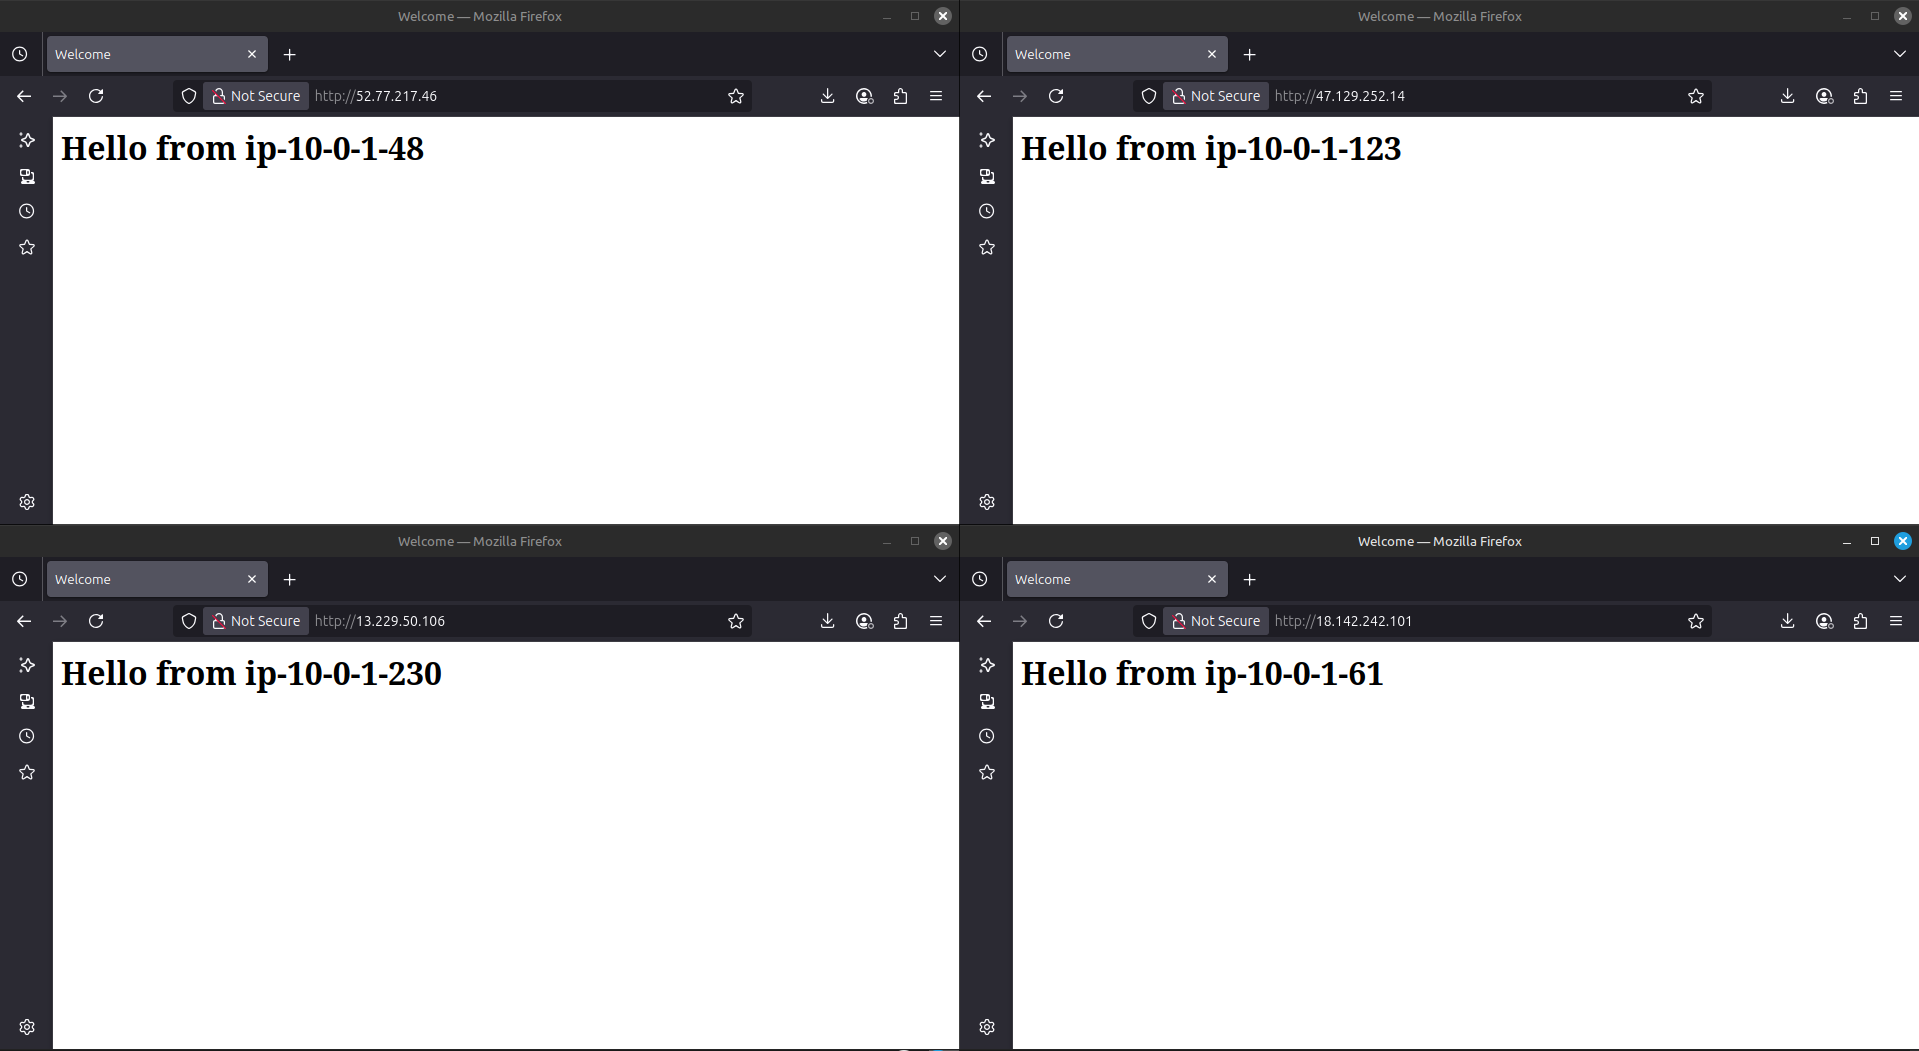 Welcome — Mozilla Firefox
Welcome
Not Secure http://52.77.217.46
Hello from ip-10-0-1-48
Welcome — Mozilla Firefox
Welcome
Not Secure http://47.129.252.14
Hello from ip-10-0-1-123
Welcome — Mozilla Firefox
Welcome
Not Secure http://13.229.50.106
Hello from ip-10-0-1-230
Welcome — Mozilla Firefox
Welcome
Not Secure http://18.142.242.101
Hello from ip-10-0-1-61